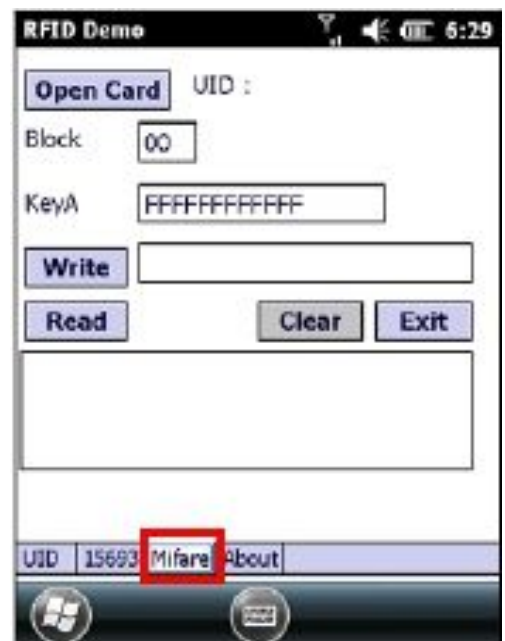 RFID Demo 6:29
Open Card UID :
Block 00
KeyA FFFFFFFFFFFF
Write
Read Clear Exit
UID 15693 Mifare About